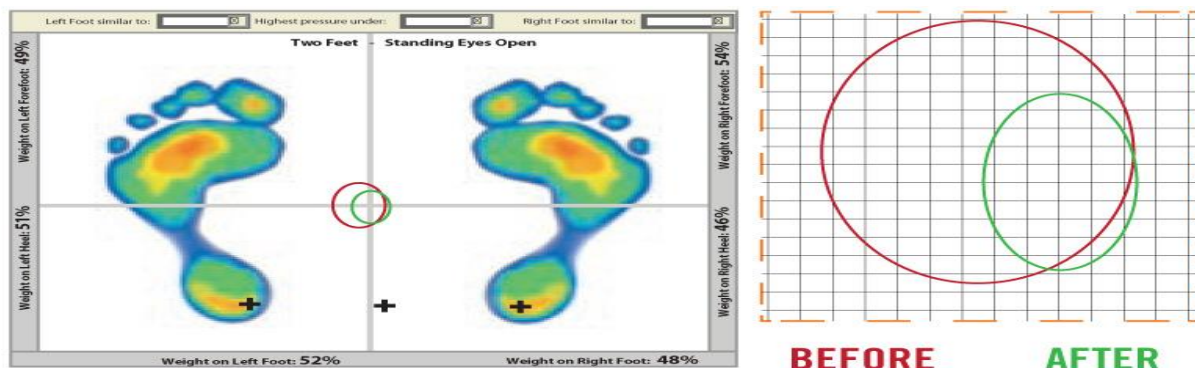 Left Foot similar to:
Highest pressure under:
Right Foot similar to:
Two Feet - Standing Eyes Open
Weight on Left Forefoot: 49%
Weight on Left Heel: 51%
Weight on Right Forefoot: 54%
Weight on Right Heel: 46%
Weight on Left Foot: 52%
Weight on Right Foot: 48%
BEFORE
AFTER